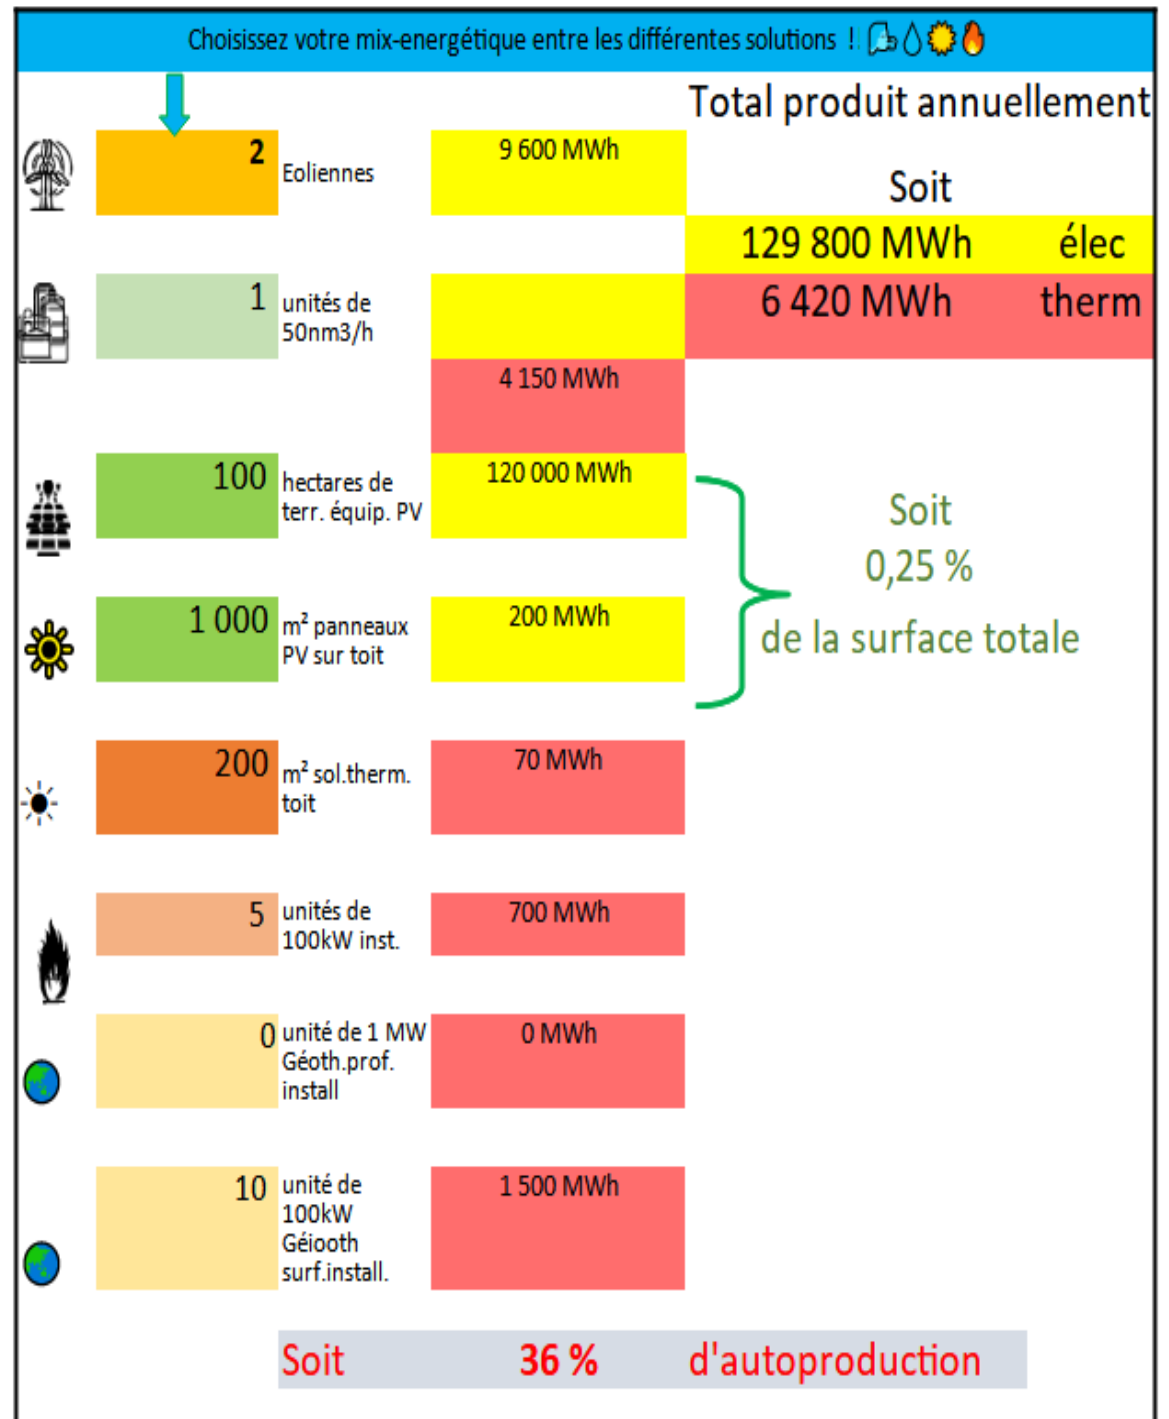 Choisissez votre mix-energétique entre les différentes solutions !
Total produit annuellement
2
Eoliennes
9 600 MWh
Soit
129 800 MWh élec
6 420 MWh therm
1
unités de
50nm3/h
4 150 MWh
100
hectares de
terr. équip. PV
120 000 MWh
Soit
0,25 %
de la surface totale
1 000
m² panneaux
PV sur toit
200 MWh
200
m² sol.therm.
toit
70 MWh
5
unités de
100kW inst.
700 MWh
0
unité de 1 MW
Géoth.prof.
install
0 MWh
10
unité de
100kW
Géiooth
surf.install.
1 500 MWh
Soit 36 % d'autoproduction